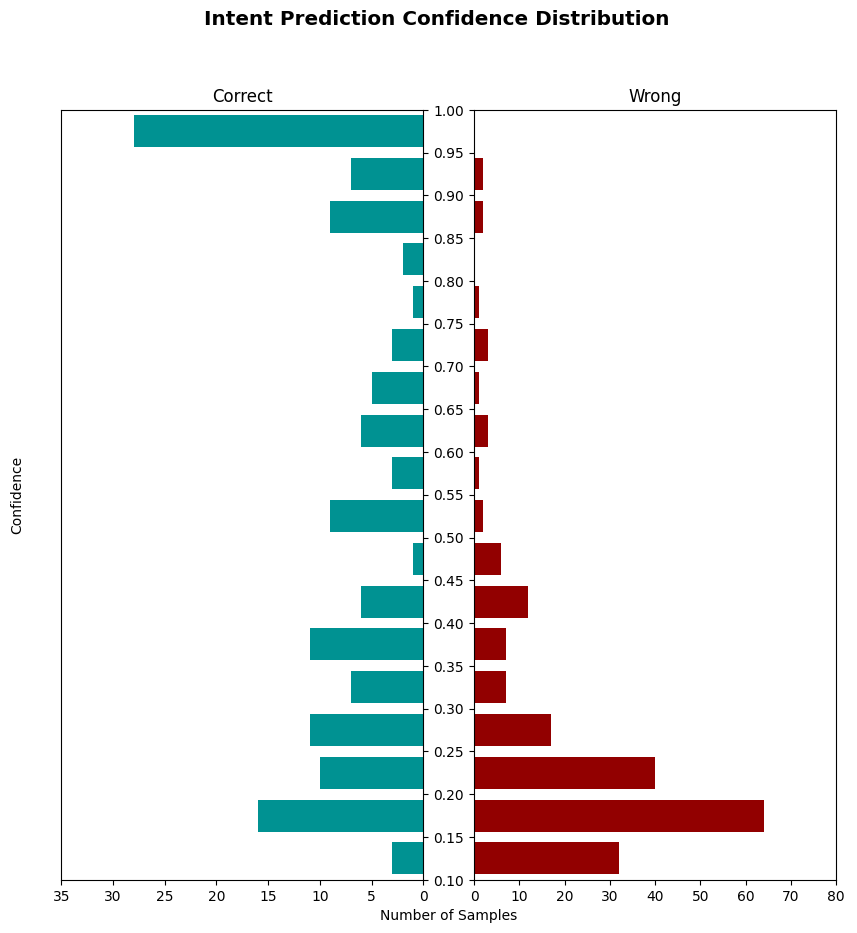 Intent Prediction Confidence Distribution
Correct
Wrong
1.00
0.95
0.90
0.85
0.80
0.75
0.70
0.65
0.60
0.55
0.50
0.45
0.40
0.35
0.30
0.25
0.20
0.15
0.10
Confidence
35 30 25 20 15 10 5 0
0 10 20 30 40 50 60 70 80
Number of Samples